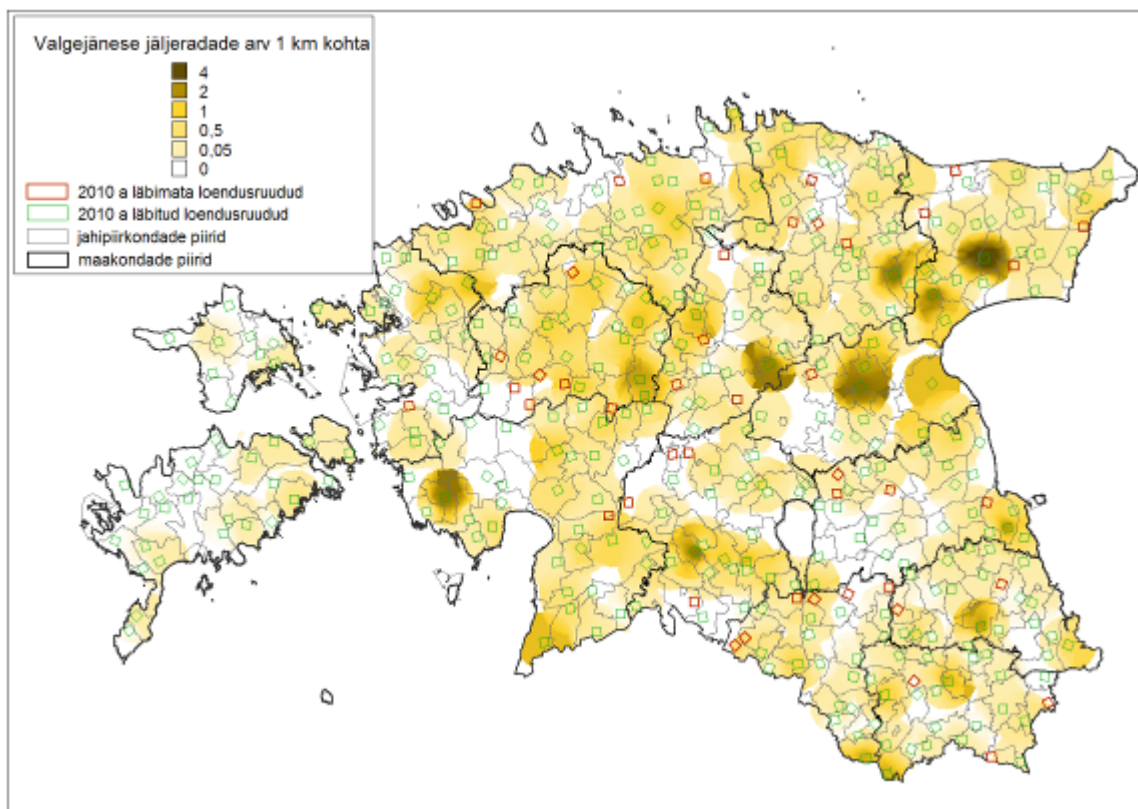 Valgejänese jäljeradade arv 1 km kohta
4
2
1
0,5
0,05
0
2010 a läbimata loendusruudud
2010 a läbitud loendusruudud
jahipiirkondade piirid
maakondade piirid